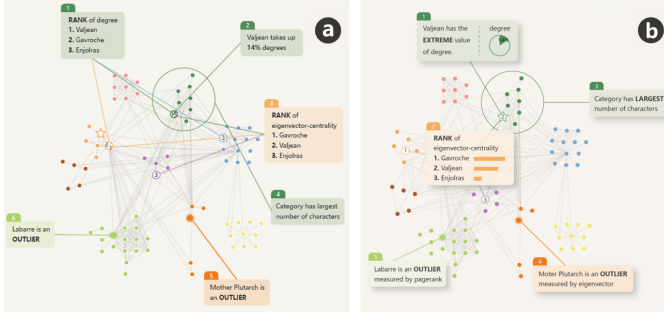 1
RANK of degree
1. Valjean
2. Gavroche
3. Enjolras
2
Valjean takes up
14% degrees
a
3
RANK of
eigenvector-centrality
1. Gavroche
2. Valjean
3. Enjolras
3
3
4
Category has largest
number of characters
6
Labarre is an
OUTLIER
5
Mother Plutarch is
an OUTLIER
1
Valjean has the
EXTREME value
of degree.
degree
b
3
Category has LARGEST
number of characters
2
RANK of
eigenvector-centrality
1. Gavroche
2. Valjean
3. Enjolras
1
3
5
Labarre is an OUTLIER
measured by pagerank
4
Moter Plutarch is an OUTLIER
measured by eigenvector